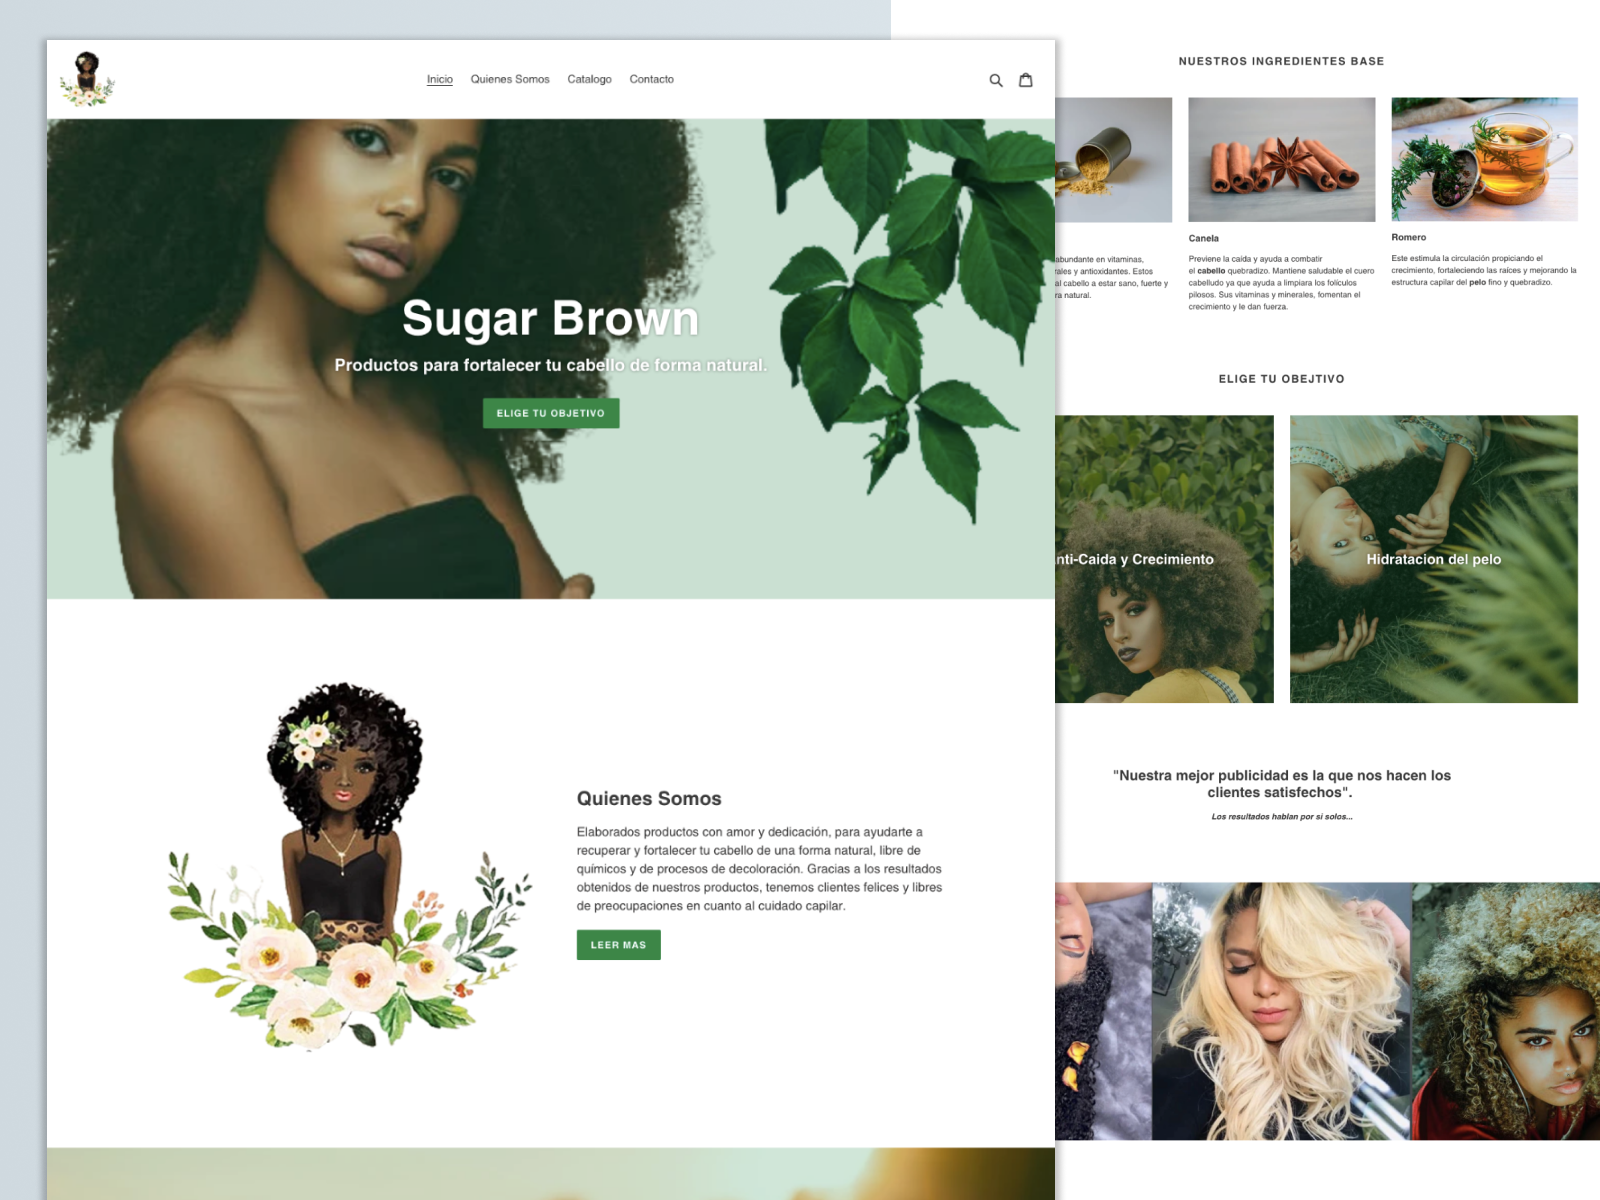 Inicio Quienes Somos Catalogo Contacto
Sugar Brown
Productos para fortalecer tu cabello de forma natural.
ELIGE TU OBJETIVO
Quienes Somos
Elaborados productos con amor y dedicación, para ayudarte a
recuperar y fortalecer tu cabello de una forma natural, libre de
químicos y de procesos de decoloración. Gracias a los resultados
obtenidos de nuestros productos, tenemos clientes felices y libres
de preocupaciones en cuanto al cuidado capilar.
LEER MAS
NUESTROS INGREDIENTES BASE
abundante en vitaminas,
rales y antioxidantes. Estos
al cabello a estar sano, fuerte y
ra natural.
Canela
Previene la caída y ayuda a combatir
el cabello quebradizo. Mantiene saludable el cuero
cabelludo ya que ayuda a limpiara los folículos
pilosos. Sus vitaminas y minerales, fomentan el
crecimiento y le dan fuerza.
Romero
Este estimula la circulación propiciando el
crecimiento, fortaleciendo las raíces y mejorando la
estructura capilar del pelo fino y quebradizo.
ELIGE TU OBEJTIVO
nti-Caida y Crecimiento
Hidratacion del pelo
"Nuestra mejor publicidad es la que nos hacen los
clientes satisfechos".
Los resultados hablan por si solos...